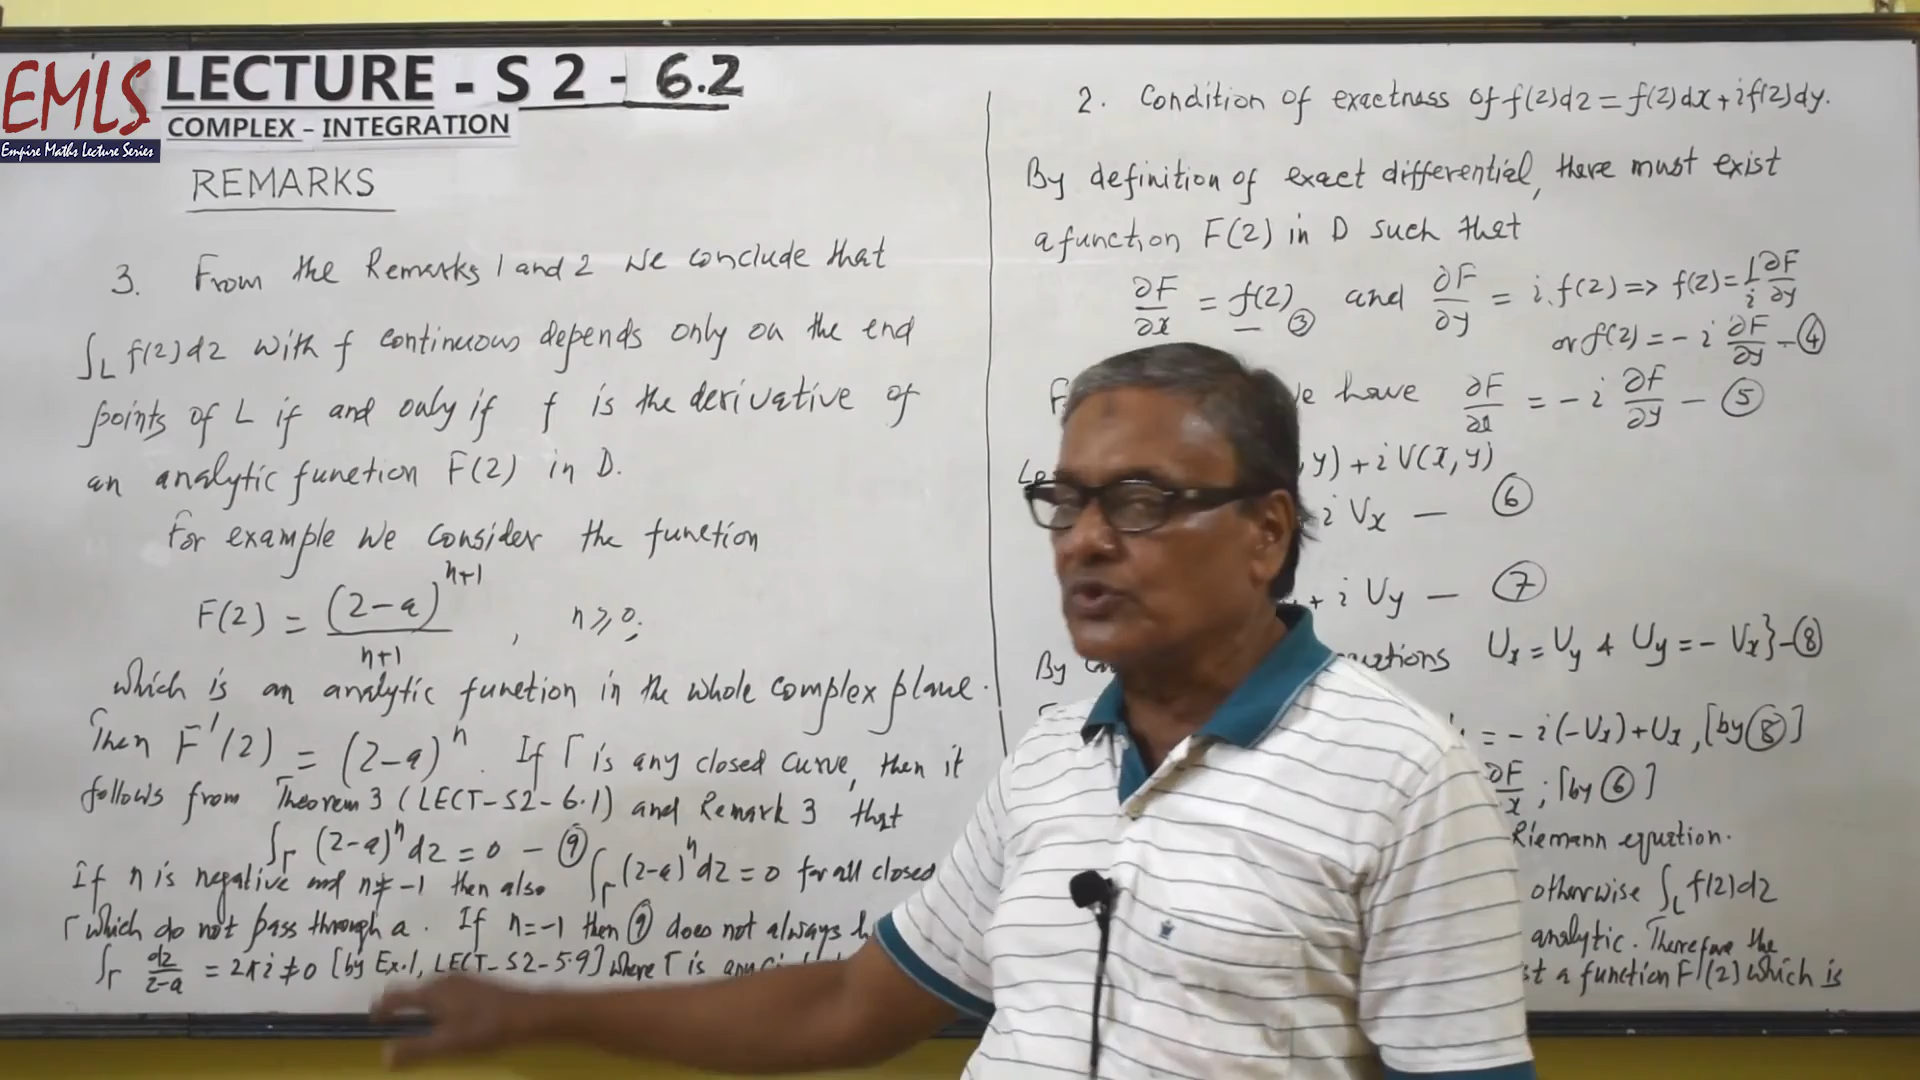 EMLS
Empire Maths Lecture Series
LECTURE - S 2 - 6.2
COMPLEX - INTEGRATION
REMARKS
3. From the Remarks 1 and 2 we conclude that
∫_L f(z)dz with f continuous depends only on the end
points of L if and only if f is the derivative of
an analytic function F(z) in D.
For example we consider the function
F(z) = (z-a)^{n+1} / n+1 , n ≥ 0;
which is an analytic function in the whole complex plane.
Then F'(z) = (z-a)^n. If Γ is any closed curve, then it
follows from Theorem 3 (LECT-S2-6.1) and Remark 3 that
∫_Γ (z-a)^n dz = 0 - ⑨
If n is negative and n ≠ -1 then also ∫_Γ (z-a)^n dz = 0 for all closed
Γ which do not pass through a. If n = -1 then ⑨ does not always
∫_Γ dz/z-a = 2πi ≠ 0 [by Ex.1, LECT-S2-5.9] where Γ is any
2. Condition of exactness of f(z)dz = f(z)dx + if(z)dy.
By definition of exact differential, there must exist
a function F(z) in D such that
∂F/∂x = f(z) - ③ and ∂F/∂y = i.f(z) => f(z) = 1/i ∂F/∂y
or f(z) = -i ∂F/∂y - ④
have ∂F/∂x = -i ∂F/∂y - ⑤
y) + i V(x,y)
i Vx - ⑥
+ i Vy - ⑦
By equations Ux = Vy & Uy = -Vx} - ⑧
= -i(-Vx) + Ux, [by ⑧]
∂F/x ; [by ⑥]
Riemann equation.
otherwise ∫_L f(z)dz
analytic. Therefore the
a function F(z) which is